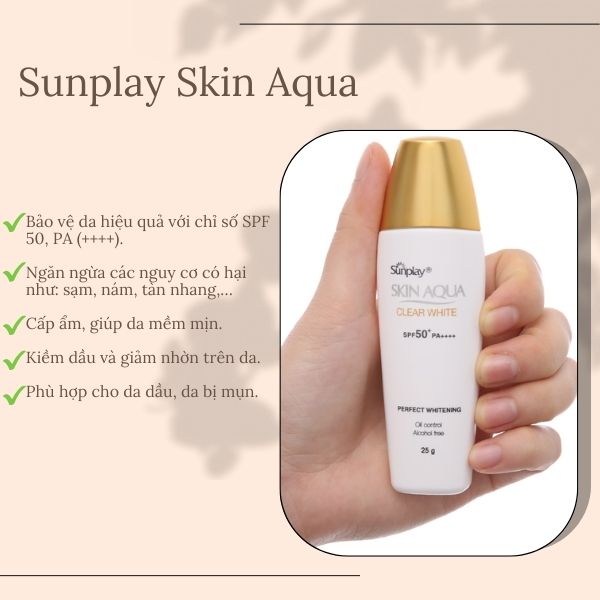 Sunplay Skin Aqua
Bảo vệ da hiệu quả với chỉ số SPF
50, PA (++++).
Ngăn ngừa các nguy cơ có hại
như: sạm, nám, tàn nhang,...
Cấp ẩm, giúp da mềm mịn.
Kiềm dầu và giảm nhờn trên da.
Phù hợp cho da dầu, da bị mụn.
Sunplay®
SKIN AQUA
CLEAR WHITE
SPF50+ PA++++
PERFECT WHITENING
Oil control
Alcohol free
25 g